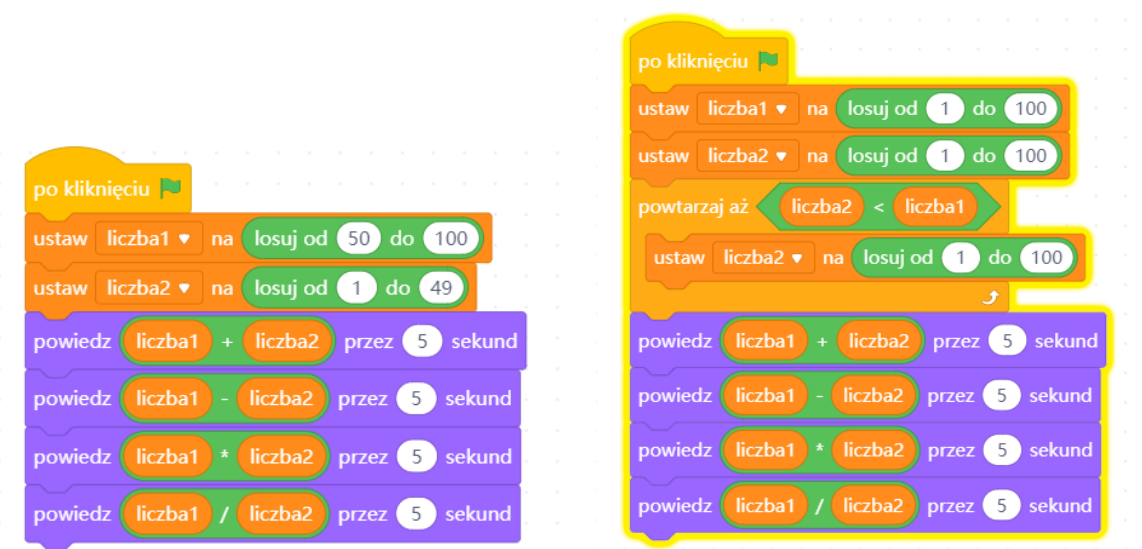 po kliknięciu
ustaw liczba1 na losuj od 50 do 100
ustaw liczba2 na losuj od 1 do 49
powiedz liczba1 + liczba2 przez 5 sekund
powiedz liczba1 - liczba2 przez 5 sekund
powiedz liczba1 * liczba2 przez 5 sekund
powiedz liczba1 / liczba2 przez 5 sekund
po kliknięciu
ustaw liczba1 na losuj od 1 do 100
ustaw liczba2 na losuj od 1 do 100
powtarzaj aż liczba2 < liczba1
ustaw liczba2 na losuj od 1 do 100
powiedz liczba1 + liczba2 przez 5 sekund
powiedz liczba1 - liczba2 przez 5 sekund
powiedz liczba1 * liczba2 przez 5 sekund
powiedz liczba1 / liczba2 przez 5 sekund